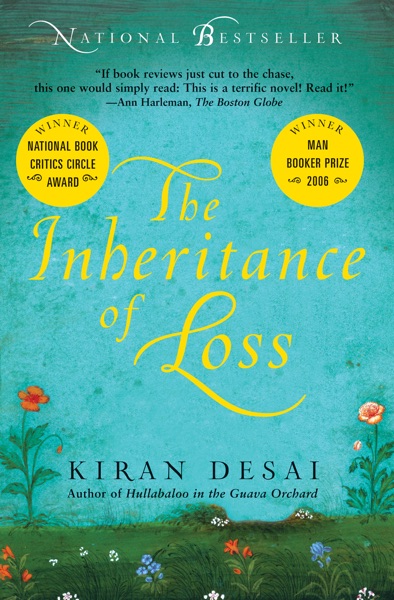 NATIONAL BESTSELLER
“If book reviews just cut to the chase,
this one would simply read: This is a terrific novel! Read it!”
—Ann Harleman, The Boston Globe
WINNER
NATIONAL BOOK
CRITICS CIRCLE
AWARD
WINNER
MAN
BOOKER PRIZE
2006
The
Inheritance
of Loss
KIRAN DESAI
Author of Hullabaloo in the Guava Orchard